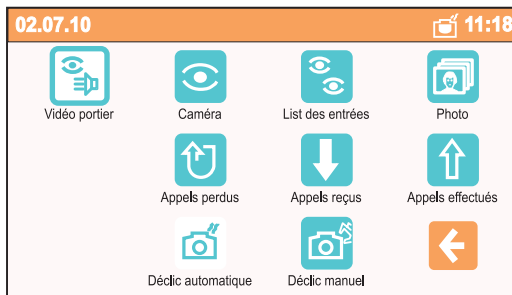 02.07.10 11:18
Vidéo portier Caméra List des entrées Photo
Appels perdus Appels reçus Appels effectués
Déclic automatique Déclic manuel